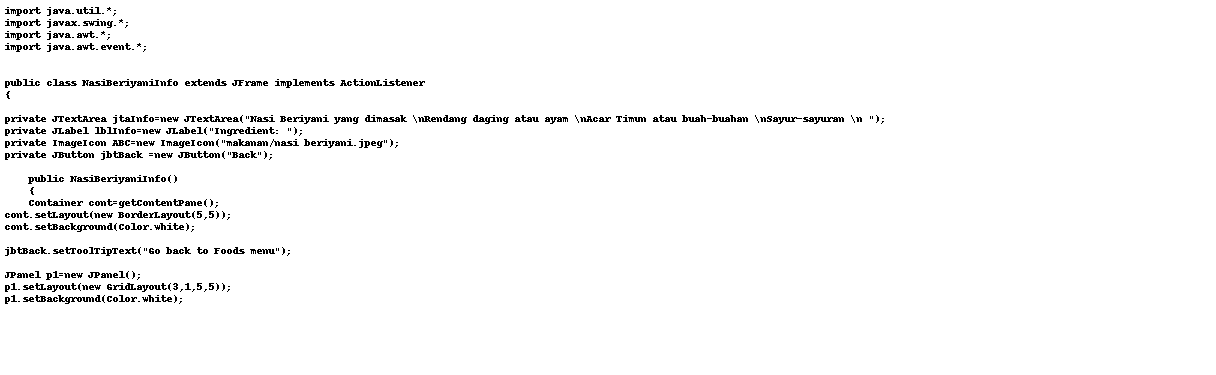 import java.util.*;
import javax.swing.*;
import java.awt.*;
import java.awt.event.*;
public class NasiBeriyaniInfo extends JFrame implements ActionListener
{
private JTextArea jtaInfo=new JTextArea("Nasi Beriyani yang dimasak \nRendang daging atau ayam \nAcar Timun atau buah-buahan \nSayur-sayuran \n ");
private JLabel lblInfo=new JLabel("Ingredient: ");
private ImageIcon ABC=new ImageIcon("makanan/nasi beriyani.jpeg");
private JButton jbtBack =new JButton("Back");
public NasiBeriyaniInfo()
{
Container cont=getContentPane();
cont.setLayout(new BorderLayout(5,5));
cont.setBackground(Color.white);
jbtBack.setToolTipText("Go back to Foods menu");
JPanel p1=new JPanel();
p1.setLayout(new GridLayout(3,1,5,5));
p1.setBackground(Color.white);